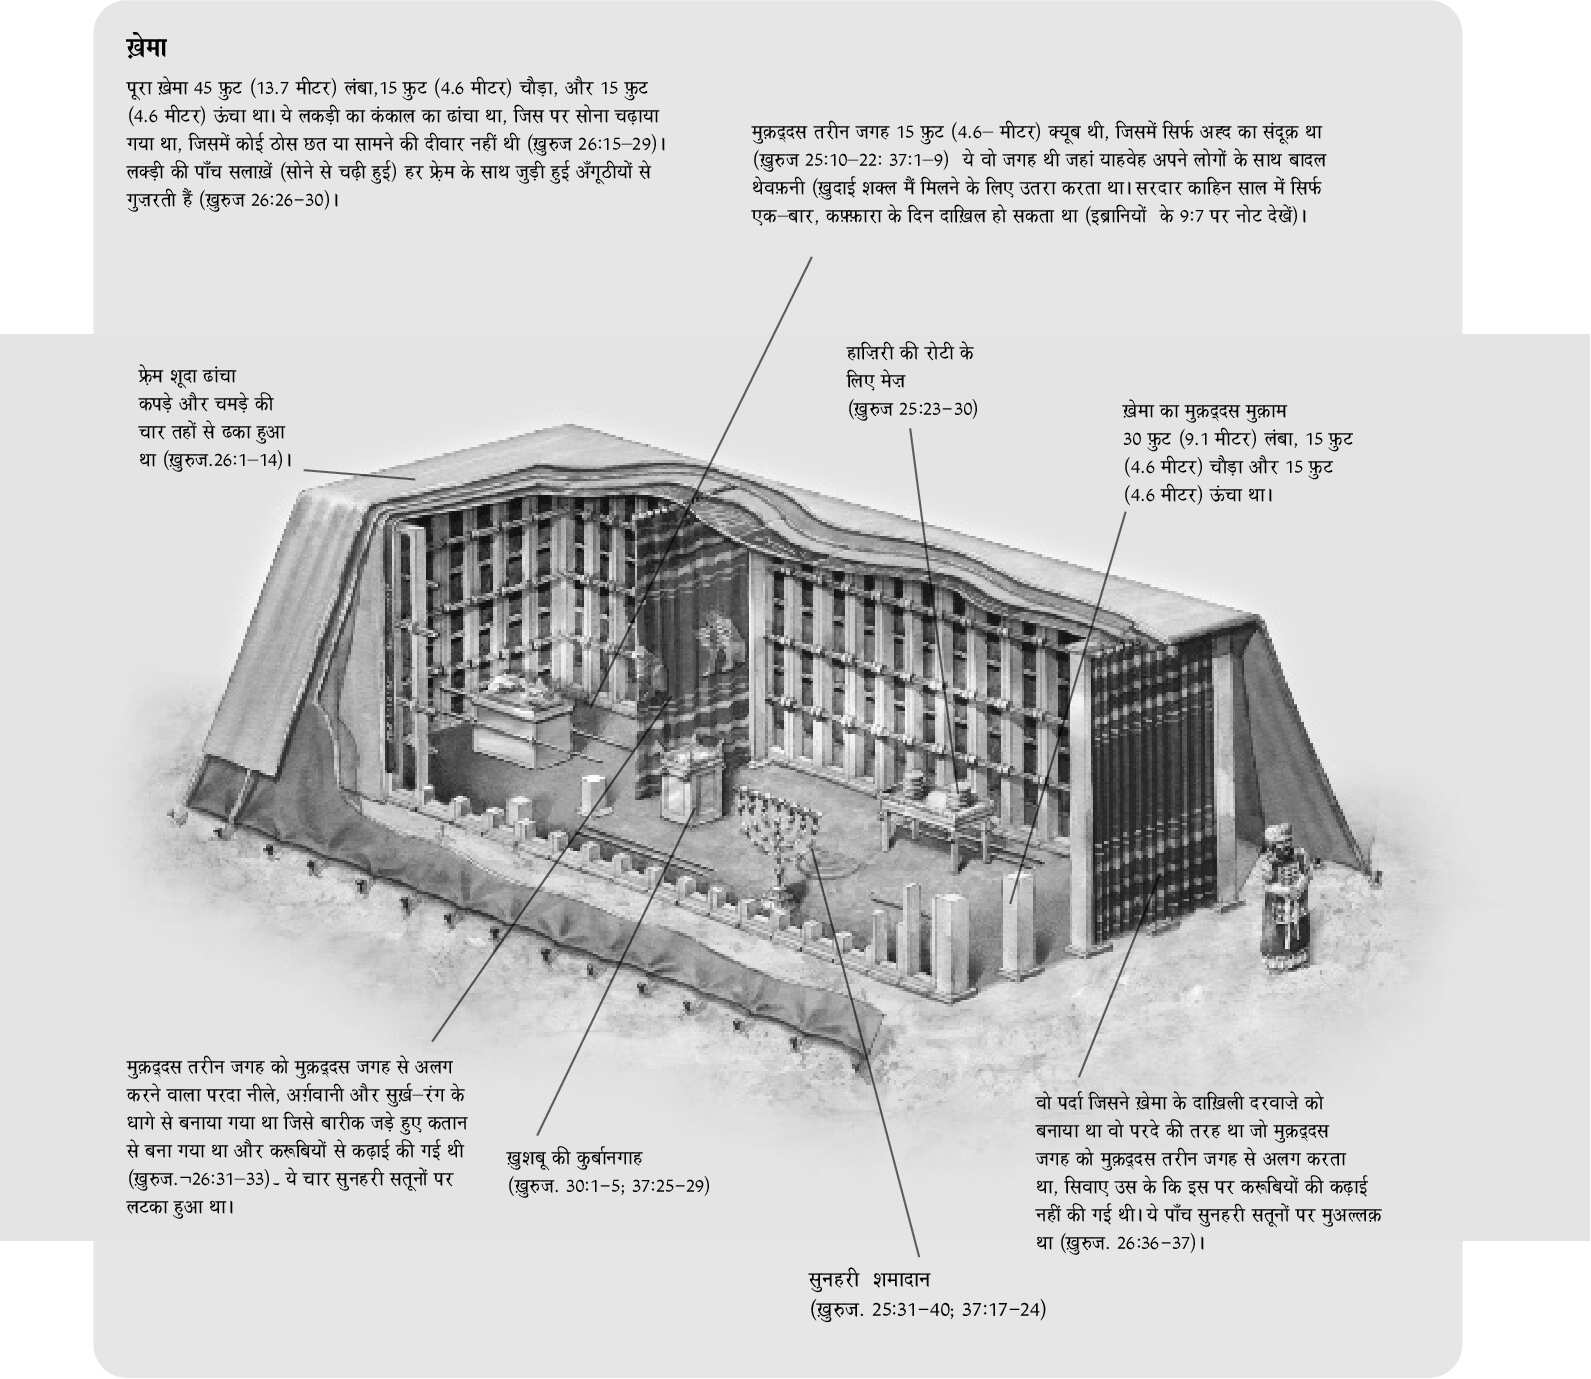 ख़ेमा
पूरा ख़ेमा 45 फ़ुट (13.7 मीटर) लंबा,15 फ़ुट (4.6 मीटर) चौड़ा, और 15 फ़ुट
(4.6 मीटर) ऊंचा था। ये लकड़ी का कंकाल का ढांचा था, जिस पर सोना चढ़ाया
गया था, जिसमें कोई ठोस छत या सामने की दीवार नहीं थी (ख़ुरुज 26:15–29)।
लक्ड़ी की पाँच सलाख़ें (सोने से चढ़ी हुई) हर फ़्रेम के साथ जुड़ी हुई अँगूठीयों से
गुज़रती हैं (ख़ुरुज 26:26–30)।
मुक़द्दस तरीन जगह 15 फ़ुट (4.6– मीटर) क्यूब थी, जिसमें सिर्फ अह्द का संदूक़ था
(ख़ुरुज 25:10–22: 37:1–9) ये वो जगह थी जहां याहवेह अपने लोगों के साथ बादल
थेवफ़नी (ख़ुदाई शक्ल मैं मिलने के लिए उतरा करता था। सरदार काहिन साल में सिर्फ
एक–बार, कफ़्फ़ारा के दिन दाख़िल हो सकता था (इब्रानियों के 9:7 पर नोट देखें)।
फ़्रेम शूदा ढांचा
कपड़े और चमड़े की
चार तहों से ढका हुआ
था (ख़ुरुज.26:1–14)।
हाज़िरी की रोटी के
लिए मेज़
(ख़ुरुज 25:23–30)
ख़ेमा का मुक़द्दस मुक़ाम
30 फ़ुट (9.1 मीटर) लंबा, 15 फ़ुट
(4.6 मीटर) चौड़ा और 15 फ़ुट
(4.6 मीटर) ऊंचा था।
मुक़द्दस तरीन जगह को मुक़द्दस जगह से अलग
करने वाला परदा नीले, अर्ग़वानी और सुर्ख़–रंग के
धागे से बनाया गया था जिसे बारीक जड़े हुए कतान
से बना गया था और करूबियों से कढ़ाई की गई थी
(ख़ुरुज.¬26:31–33)۔ ये चार सुनहरी सतूनों पर
लटका हुआ था।
ख़ुशबू की कुर्बानगाह
(ख़ुरुज. 30:1–5; 37:25–29)
सुनहरी शमादान
(ख़ुरुज. 25:31–40; 37:17–24)
वो पर्दा जिसने ख़ेमा के दाख़िली दरवाज़े को
बनाया था वो परदे की तरह था जो मुक़द्दस
जगह को मुक़द्दस तरीन जगह से अलग करता
था, सिवाए उस के कि इस पर करूबियों की कढ़ाई
नहीं की गई थी। ये पाँच सुनहरी सतूनों पर मुअल्लक़
था (ख़ुरुज. 26:36–37)।